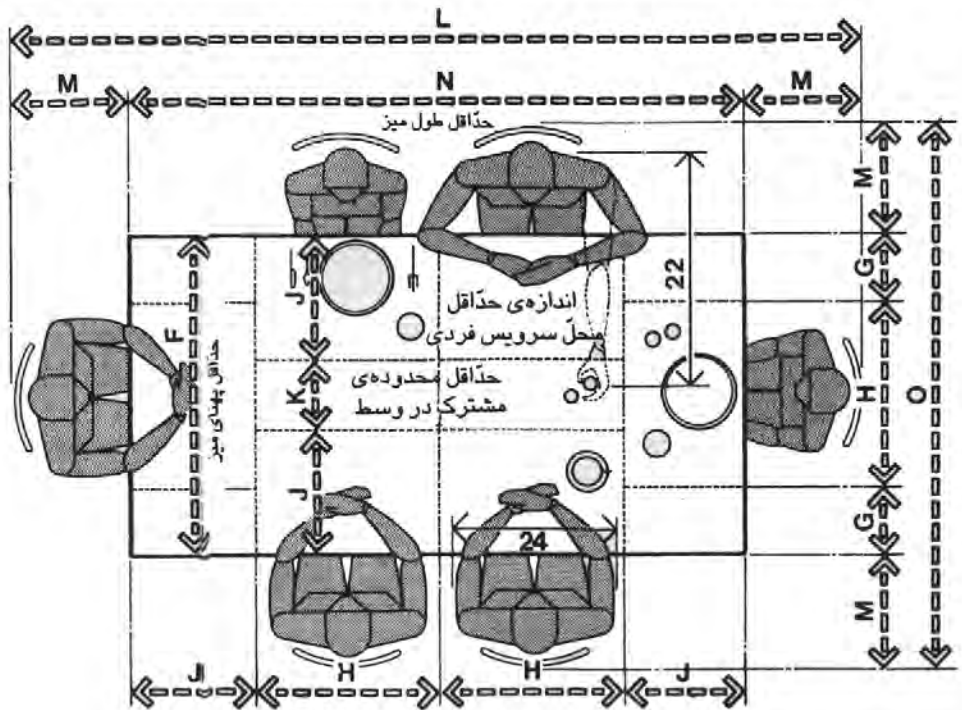 L
M
N
M
حدّاقل طول میز
M
G
22
J
F
اندازه‌ی حدّاقل
محلّ سرویس فردی
حدّاقل پهنای میز
K
حدّاقل محدوده‌ی
مشترک در وسط
H
O
J
24
G
M
J
H
H
J